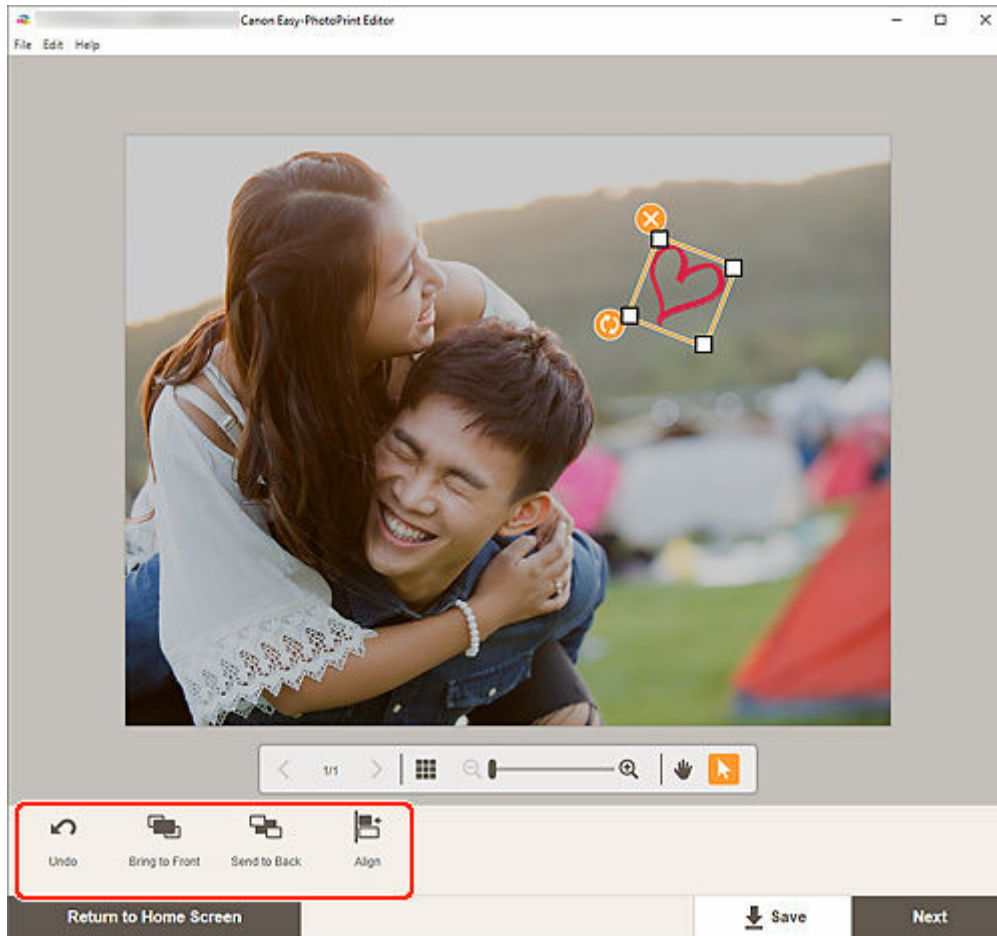 Canon Easy-PhotoPrint Editor
File Edit Help
1/1
Undo Bring to Front Send to Back Align
Return to Home Screen Save Next